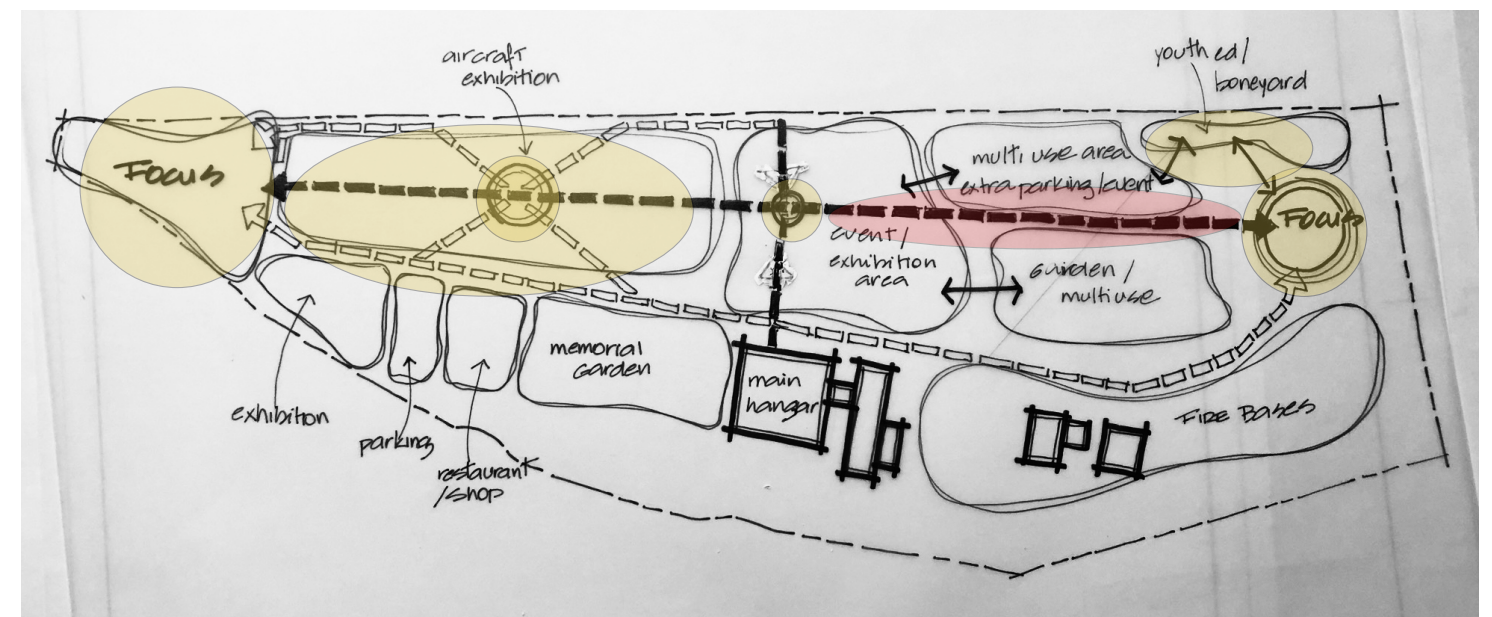 aircraft
exhibition
youth ed/
boneyard
Focus
multi use area
extra parking/event
Focus
event/
exhibition
area
Garden/
multiuse
memorial
Garden
main
hangar
Fire Bases
exhibition
parking
restaurant
/shop